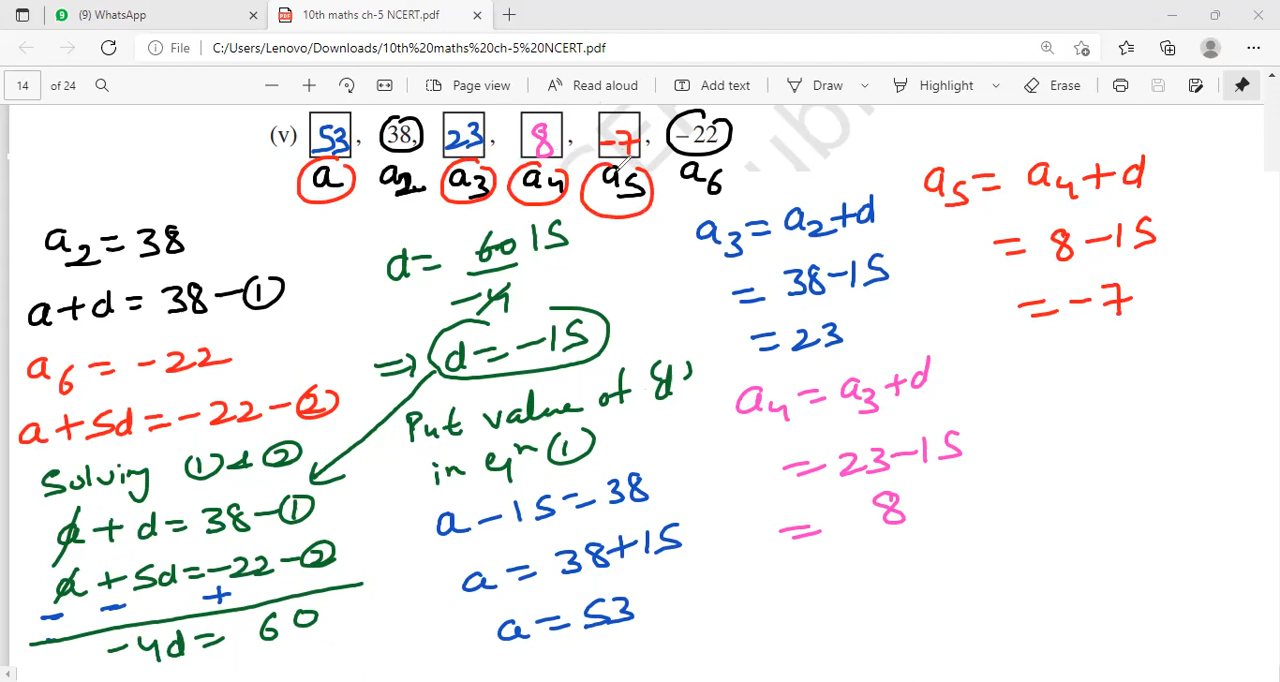 (9) WhatsApp
10th maths ch-5 NCERT.pdf
File C:/Users/Lenovo/Downloads/10th%20maths%20ch-5%20NCERT.pdf
14 of 24 Page view Read aloud Add text Draw Highlight Erase
(v) 53, 38, 23, 8, -7, -22
a a2 a3 a4 a5 a6
a2 = 38
a + d = 38 - ①
a6 = -22
a + 5d = -22 - ②
Solving ① & ②
a + d = 38 - ①
a + 5d = -22 - ②
- - +
-4d = 60
d = 60 15
-4
⇒ d = -15
Put value of 'd'
in eqn (1)
a - 15 = 38
a = 38 + 15
a = 53
a3 = a2 + d
= 38 - 15
= 23
a4 = a3 + d
= 23 - 15
= 8
a5 = a4 + d
= 8 - 15
= -7